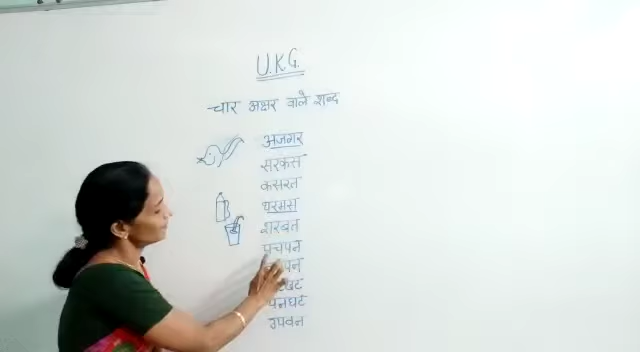 U.K.G.
चार अक्षर वाले शब्द
अजगर
सरकस
कसरत
थरमस
शरबत
पचपन
पनघट
उपवन